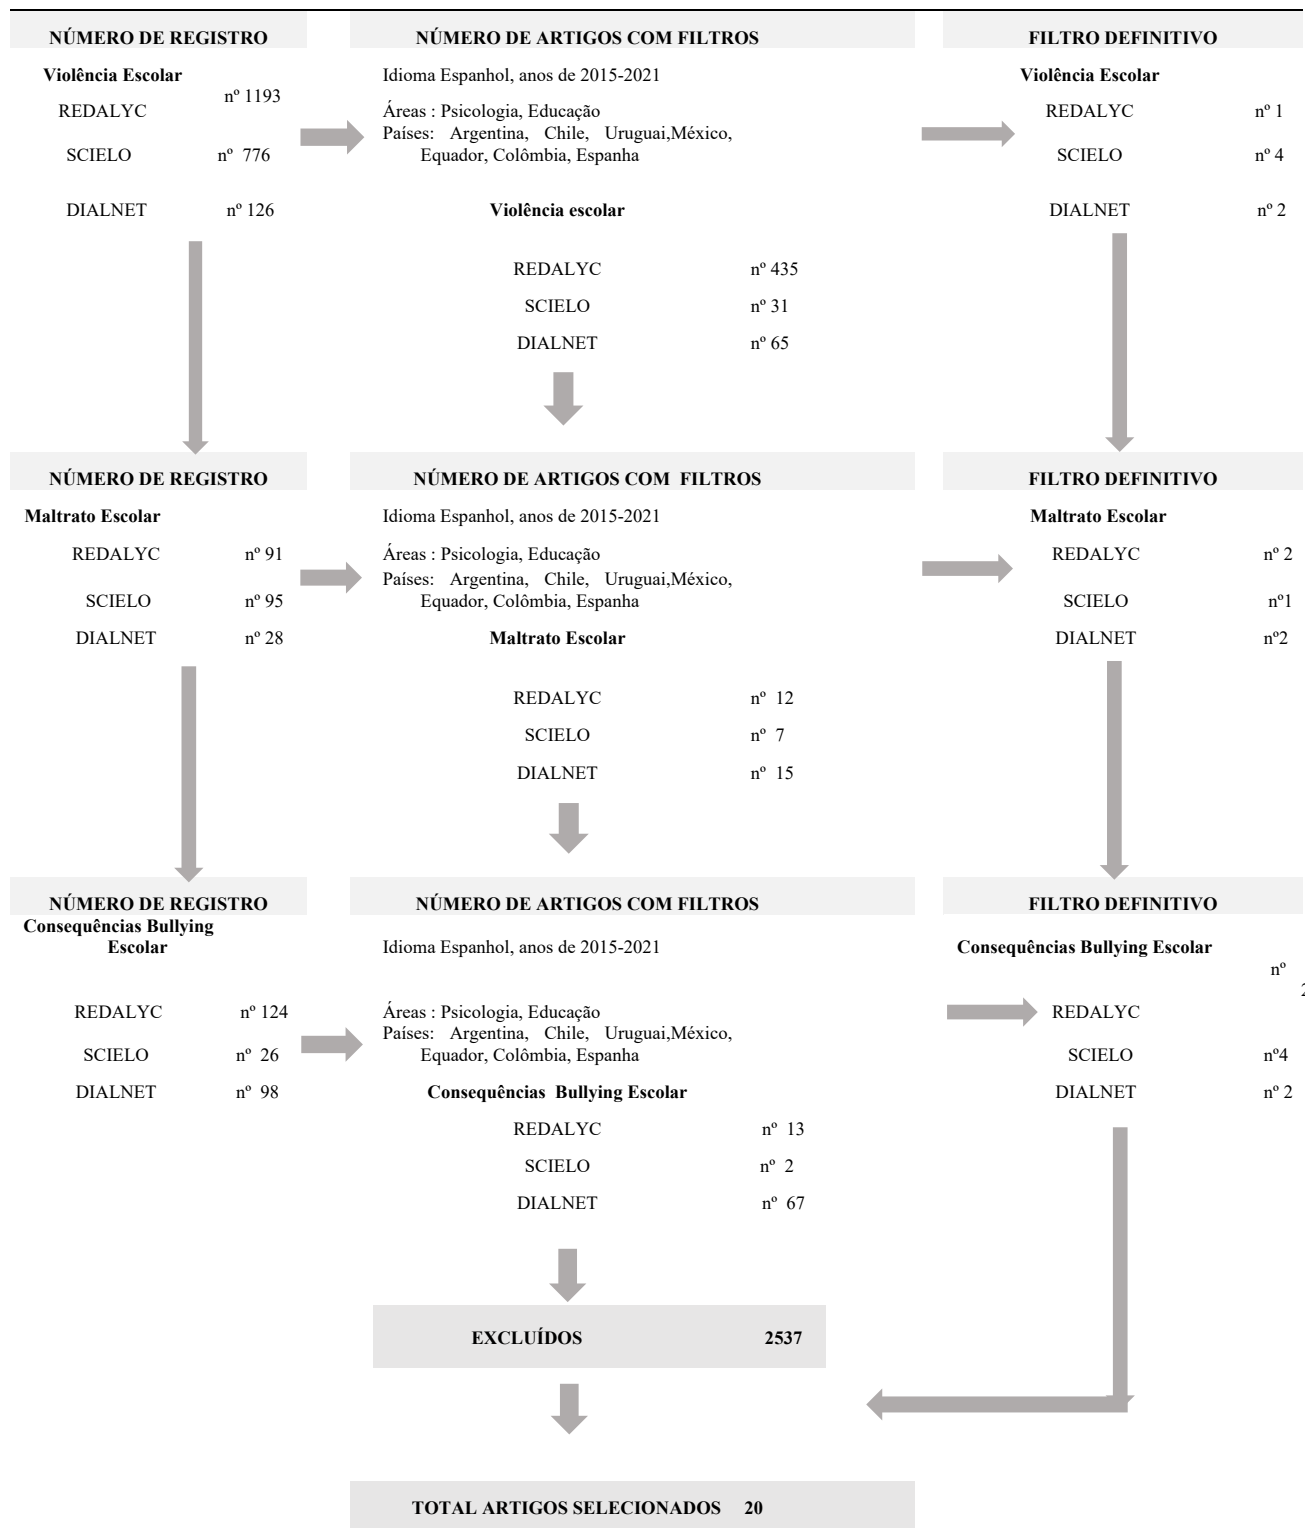 NÚMERO DE REGISTRO
NÚMERO DE ARTIGOS COM FILTROS
FILTRO DEFINITIVO
Violência Escolar
REDALYC nº 1193
SCIELO nº 776
DIALNET nº 126
Idioma Espanhol, anos de 2015-2021
Áreas : Psicologia, Educação
Países: Argentina, Chile, Uruguai,México,
Equador, Colômbia, Espanha
Violência escolar
REDALYC nº 435
SCIELO nº 31
DIALNET nº 65
Violência Escolar
REDALYC nº 1
SCIELO nº 4
DIALNET nº 2
NÚMERO DE REGISTRO
NÚMERO DE ARTIGOS COM FILTROS
FILTRO DEFINITIVO
Maltrato Escolar
REDALYC nº 91
SCIELO nº 95
DIALNET nº 28
Idioma Espanhol, anos de 2015-2021
Áreas : Psicologia, Educação
Países: Argentina, Chile, Uruguai,México,
Equador, Colômbia, Espanha
Maltrato Escolar
REDALYC nº 12
SCIELO nº 7
DIALNET nº 15
Maltrato Escolar
REDALYC nº 2
SCIELO nº1
DIALNET nº2
NÚMERO DE REGISTRO
NÚMERO DE ARTIGOS COM FILTROS
FILTRO DEFINITIVO
Consequências Bullying
Escolar
REDALYC nº 124
SCIELO nº 26
DIALNET nº 98
Idioma Espanhol, anos de 2015-2021
Áreas : Psicologia, Educação
Países: Argentina, Chile, Uruguai,México,
Equador, Colômbia, Espanha
Consequências Bullying Escolar
REDALYC nº 13
SCIELO nº 2
DIALNET nº 67
Consequências Bullying Escolar
nº
2
REDALYC
SCIELO nº4
DIALNET nº 2
EXCLUÍDOS 2537
TOTAL ARTIGOS SELECIONADOS 20